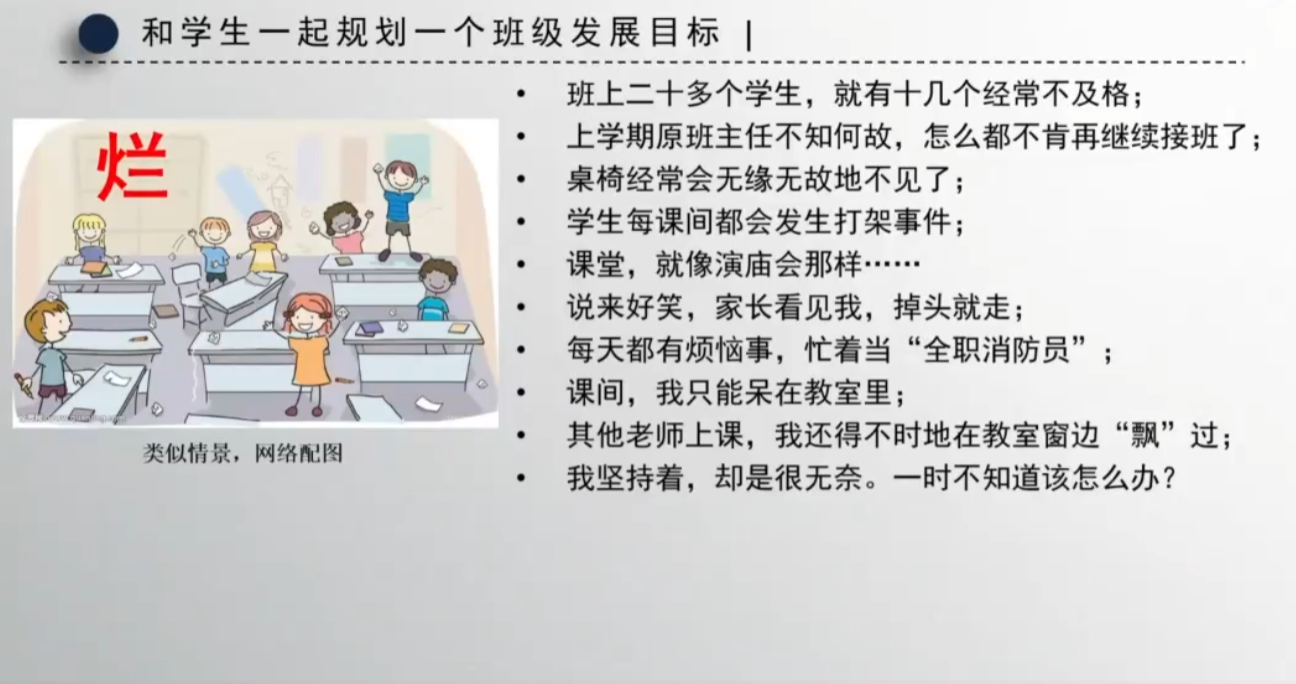 和学生一起规划一个班级发展目标 |
烂
• 班上二十多个学生，就有十几个经常不及格；
• 上学期原班主任不知何故，怎么都不肯再继续接班了；
• 桌椅经常会无缘无故地不见了；
• 学生每课间都会发生打架事件；
• 课堂，就像演庙会那样……
• 说来好笑，家长看见我，掉头就走；
• 每天都有烦恼事，忙着当“全职消防员”；
• 课间，我只能呆在教室里；
• 其他老师上课，我还得不时地在教室窗边“飘”过；
• 我坚持着，却是很无奈。一时不知道该怎么办？
类似情景，网络配图